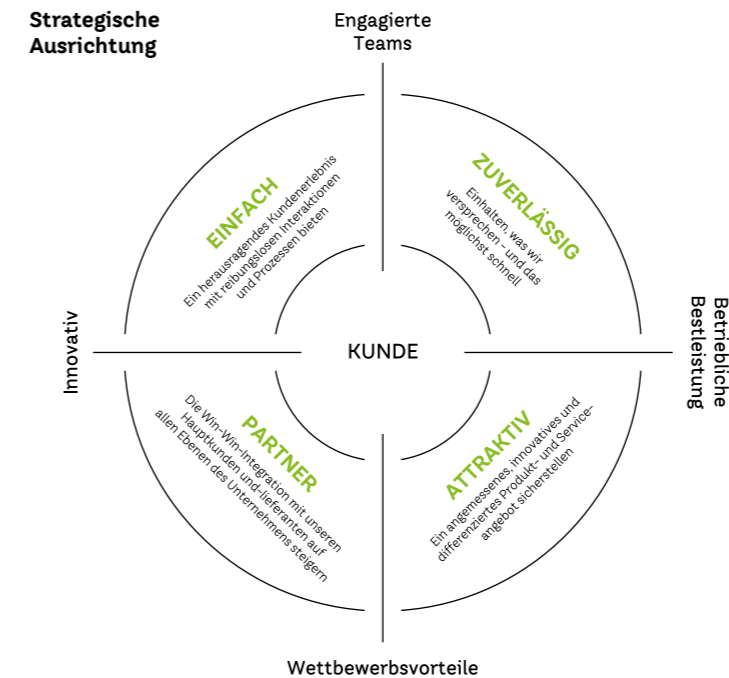 Strategische
Ausrichtung
Engagierte
Teams
EINFACH
Ein herausragendes Kundenerlebnis
mit reibungslosen Interaktionen
und Prozessen bieten
ZUVERLÄSSIG
Einhalten, was wir
versprechen – und das
möglichst schnell
Innovativ
KUNDE
Betriebliche
Bestleistung
PARTNER
Die Win-Win-Integration mit unseren
Hauptkunden und-lieferanten auf
allen Ebenen des Unternehmens steigern
ATTRAKTIV
Ein angemessenes, innovatives und
differenziertes Produkt- und Service-
angebot sicherstellen
Wettbewerbsvorteile